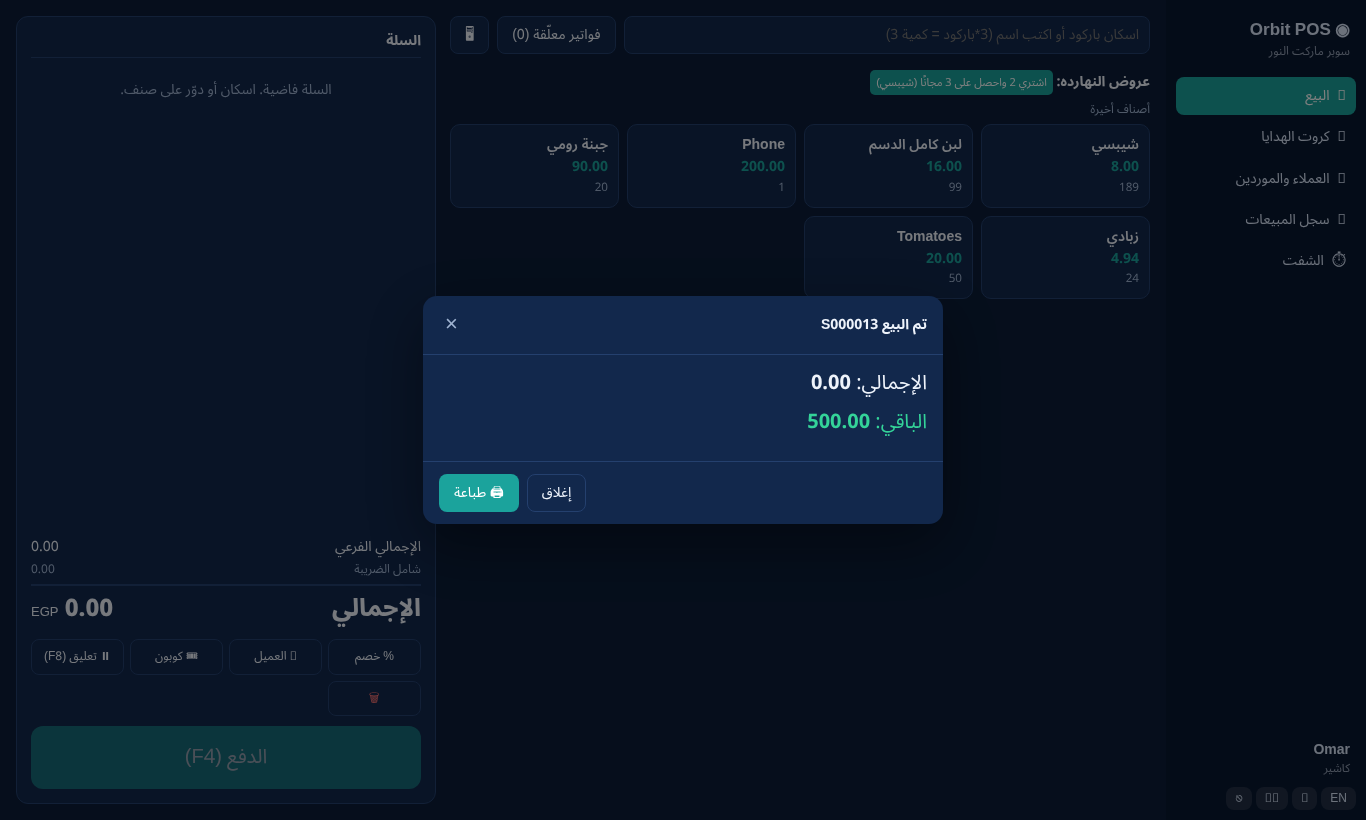 ◉ Orbit POS
سوبر ماركت النور
البيع
كروت الهدايا
العملاء والموردين
سجل المبيعات
⏱ الشفت
Omar
كاشير
EN
اسكان باركود أو اكتب اسم (3*باركود = كمية 3)
فواتير معلّقة (0)
عروض النهارده: اشتري 2 واحصل على 3 مجانًا (شيبسي)
أصناف أخيرة
شيبسي
8.00
189
لبن كامل الدسم
16.00
99
Phone
200.00
1
جبنة رومي
90.00
20
زبادي
4.94
24
Tomatoes
20.00
50
السلة
السلة فاضية. اسكان أو دوّر على صنف.
تم البيع S000013
×
الإجمالي: 0.00
الباقي: 500.00
إغلاق
🖨 طباعة
الإجمالي الفرعي 0.00
شامل الضريبة 0.00
الإجمالي 0.00 EGP
% خصم
العميل
🎟 كوبون
⏸ تعليق (F8)
🗑
الدفع (F4)